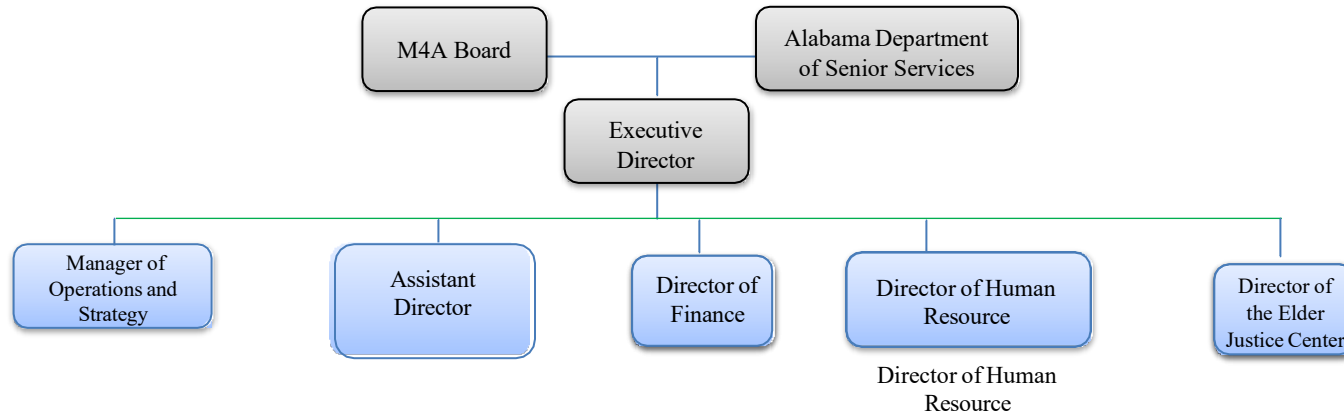 M4A Board
Alabama Department
of Senior Services
Executive
Director
Manager of
Operations and
Strategy
Assistant
Director
Director of
Finance
Director of Human
Resource
Director of
the Elder
Justice Center
Director of Human
Resource